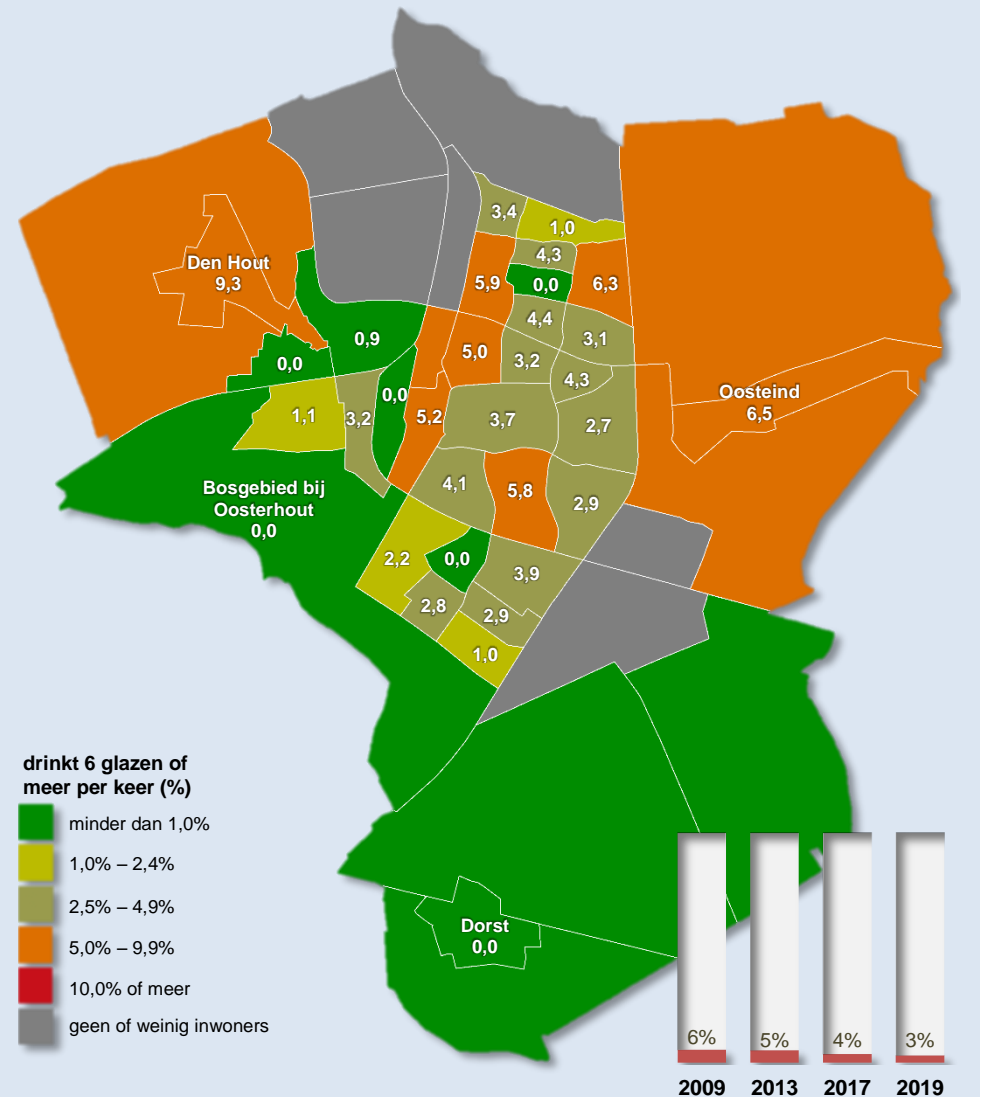 3,4
1,0
4,3
Den Hout
9,3
5,9
0,0
6,3
4,4
0,9
3,1
5,0
3,2
0,0
4,3
0,0
Oosteind
6,5
1,1
3,2
5,2
3,7
2,7
4,1
5,8
Bosgebied bij
Oosterhout
0,0
2,9
2,2
0,0
3,9
2,8
2,9
1,0
drinkt 6 glazen of
meer per keer (%)
minder dan 1,0%
1,0% – 2,4%
2,5% – 4,9%
5,0% – 9,9%
10,0% of meer
geen of weinig inwoners
Dorst
0,0
6% 5% 4% 3%
2009 2013 2017 2019